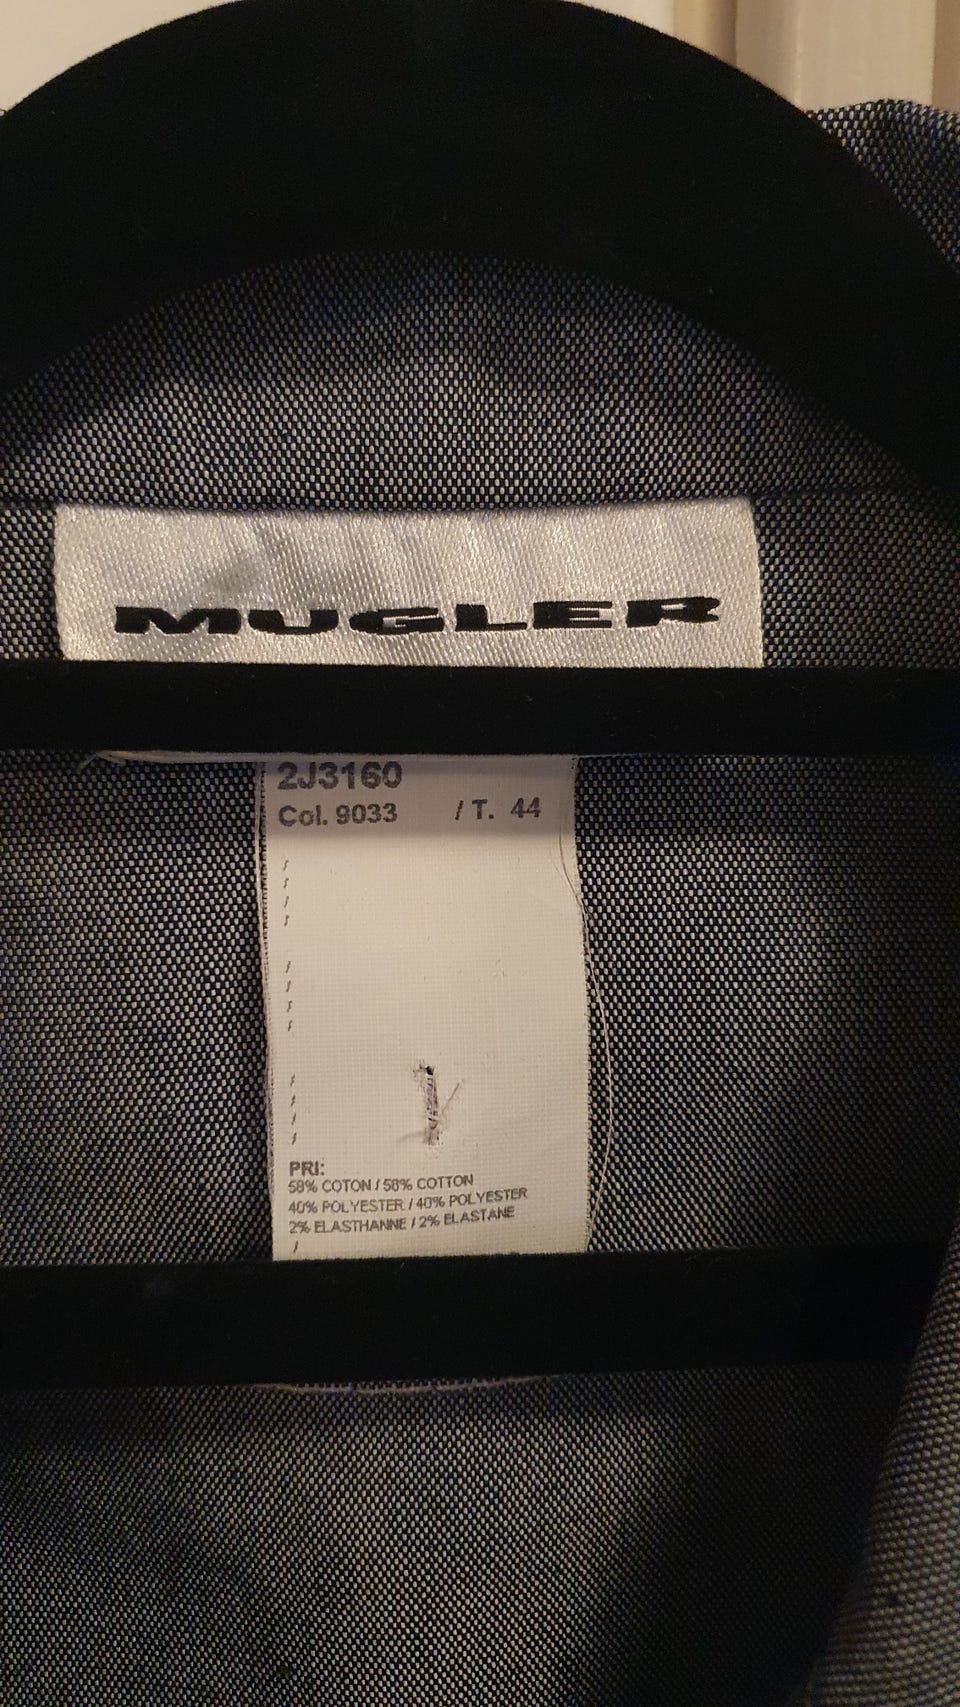 MUGLER
2J3160
Col. 9033 / T. 44
PRI:
58% COTON / 58% COTTON
40% POLYESTER / 40% POLYESTER
2% ELASTHANNE / 2% ELASTANE
/